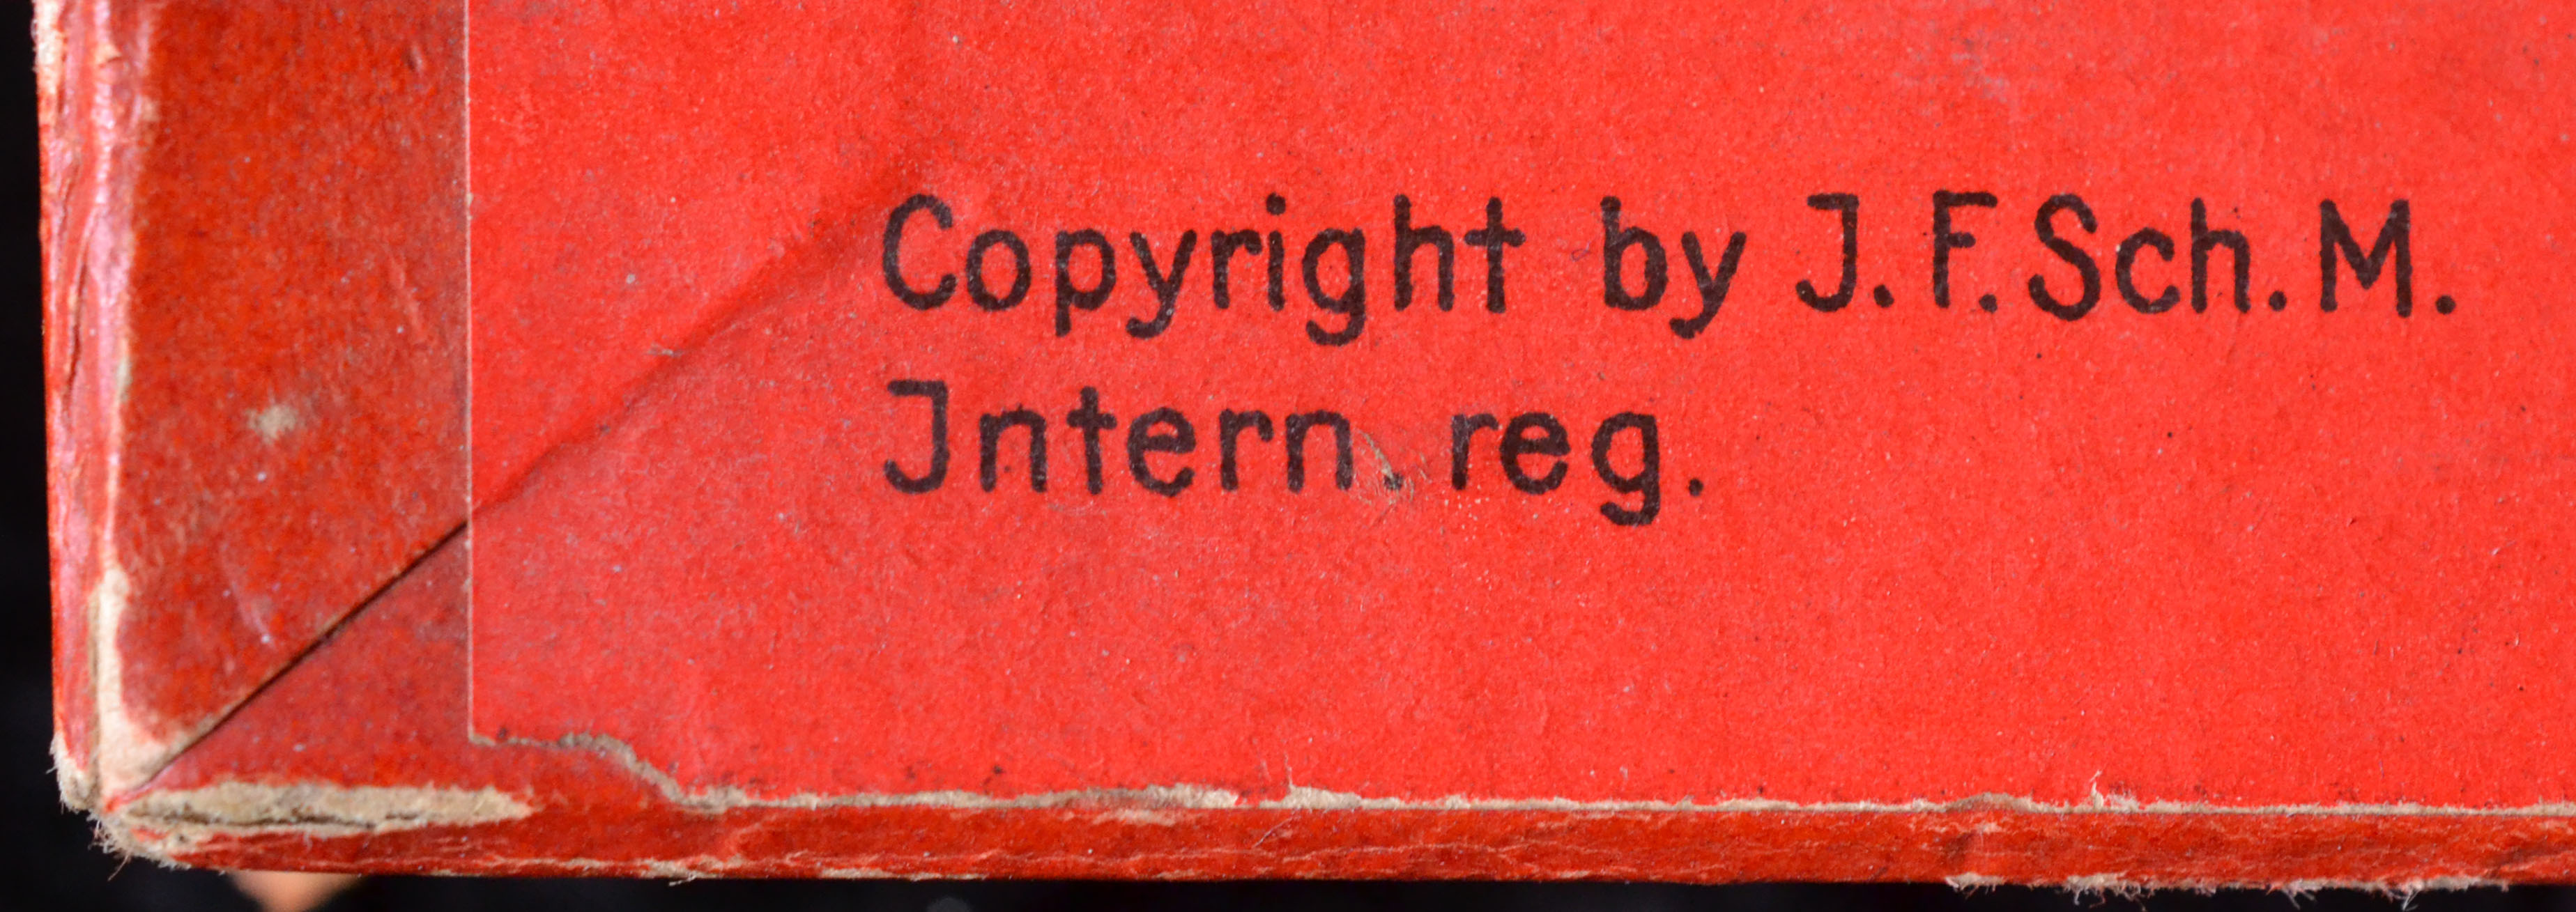 Copyright by J. F. Sch. M.
Jntern. reg.